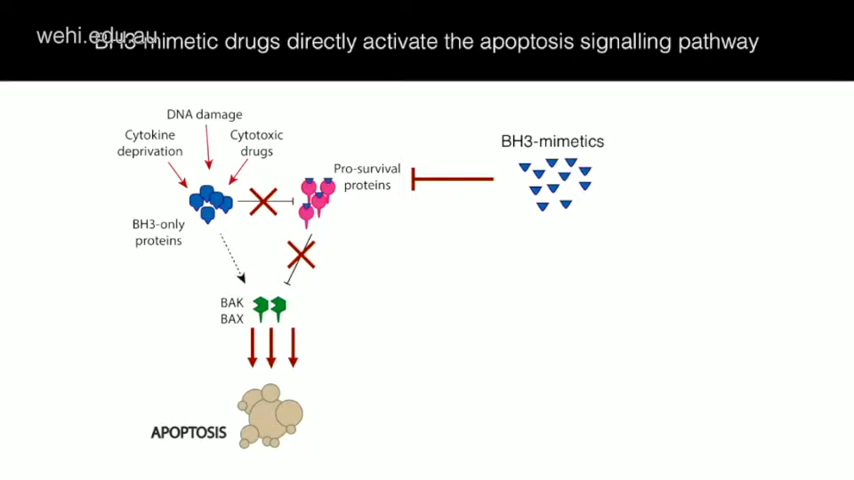 wehi.edu.au
BH3-mimetic drugs directly activate the apoptosis signalling pathway
DNA damage
Cytokine
deprivation
Cytotoxic
drugs
BH3-mimetics
Pro-survival
proteins
BH3-only
proteins
BAK
BAX
APOPTOSIS